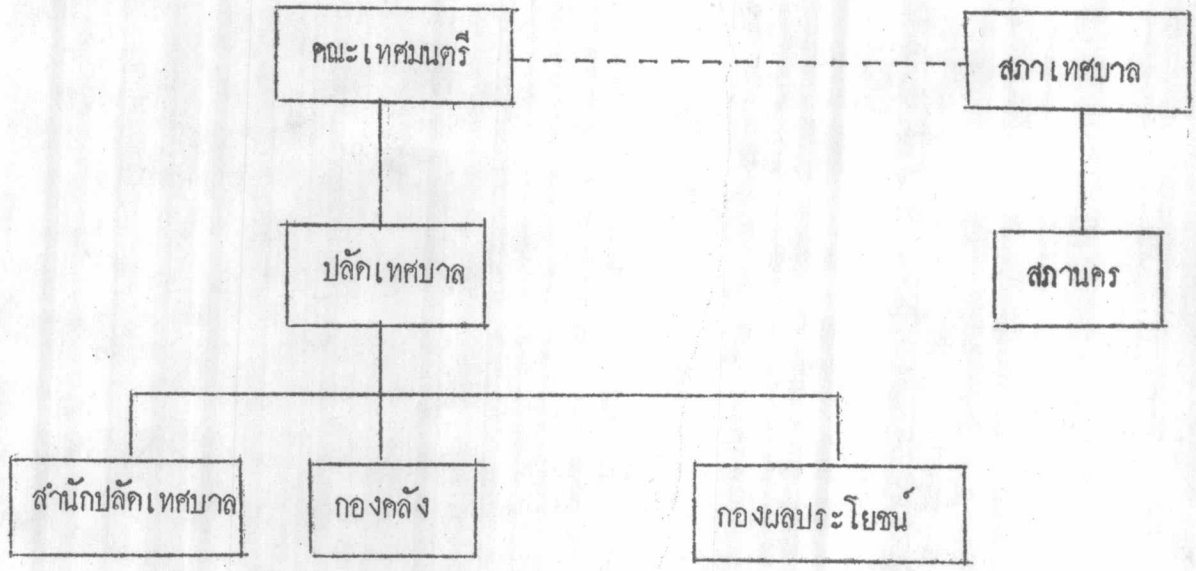 คณะเทศมนตรี
สภาเทศบาล
ปลัดเทศบาล
สภานคร
สำนักปลัดเทศบาล
กองคลัง
กองผลประโยชน์